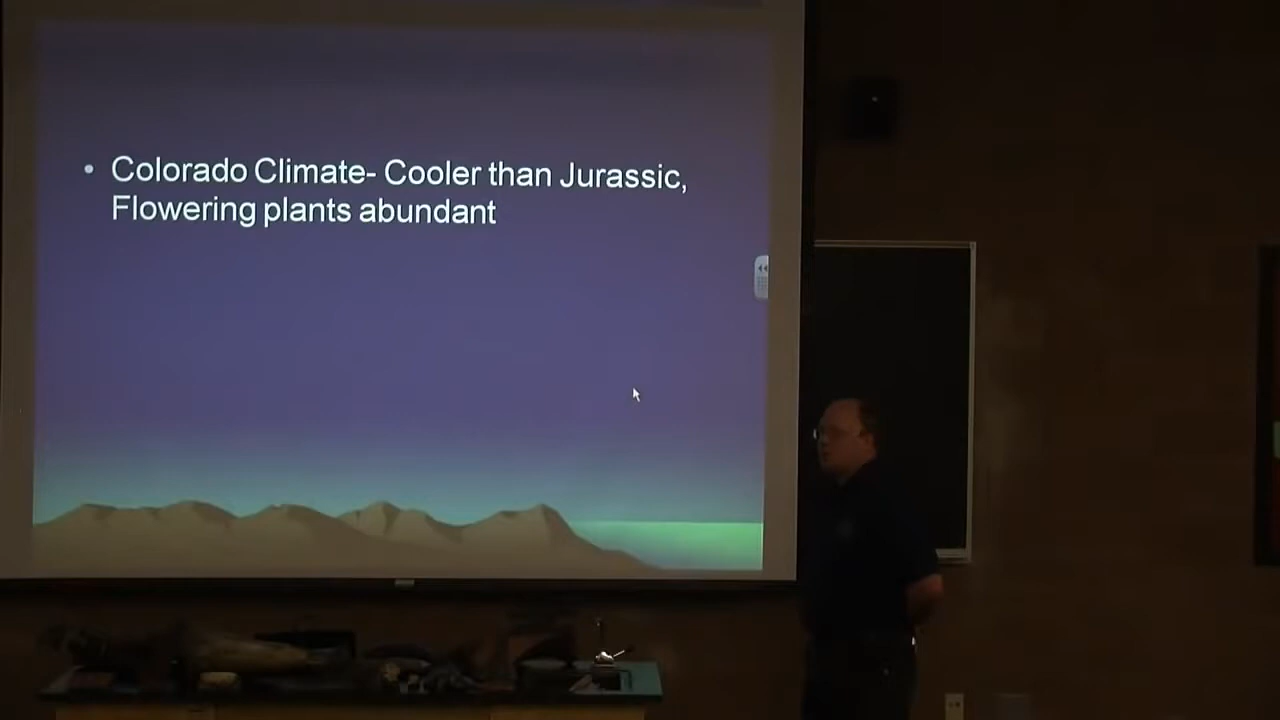 • Colorado Climate- Cooler than Jurassic,
Flowering plants abundant